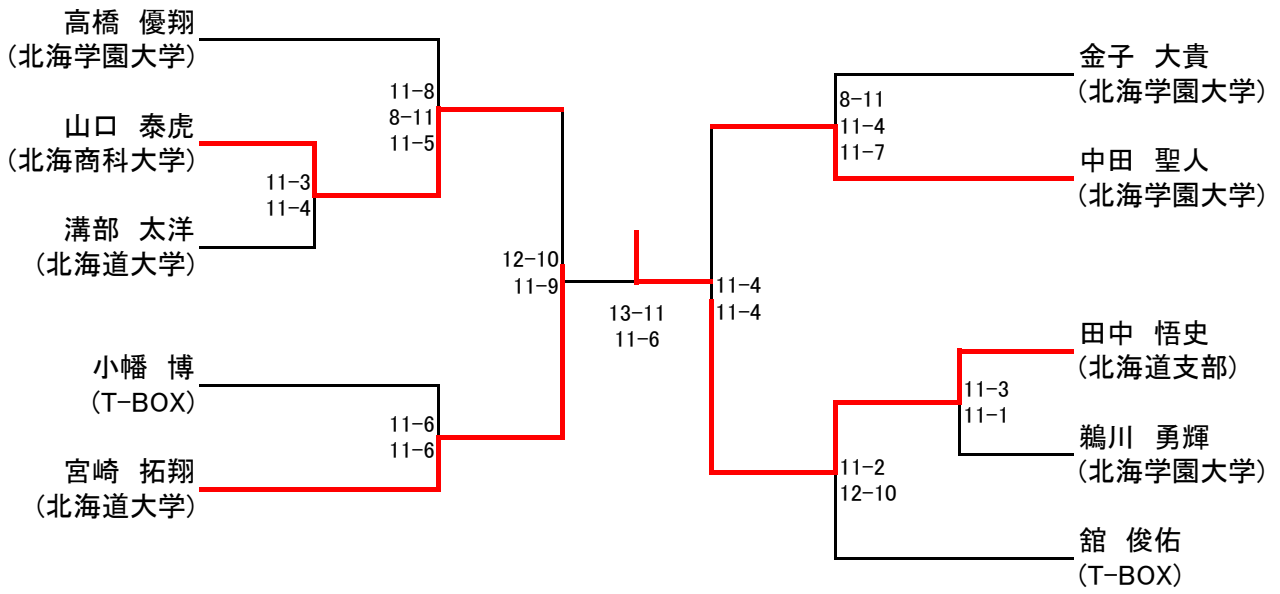 高橋　優翔
(北海学園大学)
山口　泰虎
(北海商科大学)
溝部　太洋
(北海道大学)
小幡　博
(T-BOX)
宮崎　拓翔
(北海道大学)
11-3
11-4
11-8
8-11
11-5
11-6
11-6
12-10
11-9
13-11
11-6
11-4
11-4
8-11
11-4
11-7
11-2
12-10
11-3
11-1
金子　大貴
(北海学園大学)
中田　聖人
(北海学園大学)
田中　悟史
(北海道支部)
鵜川　勇輝
(北海学園大学)
舘　俊佑
(T-BOX)